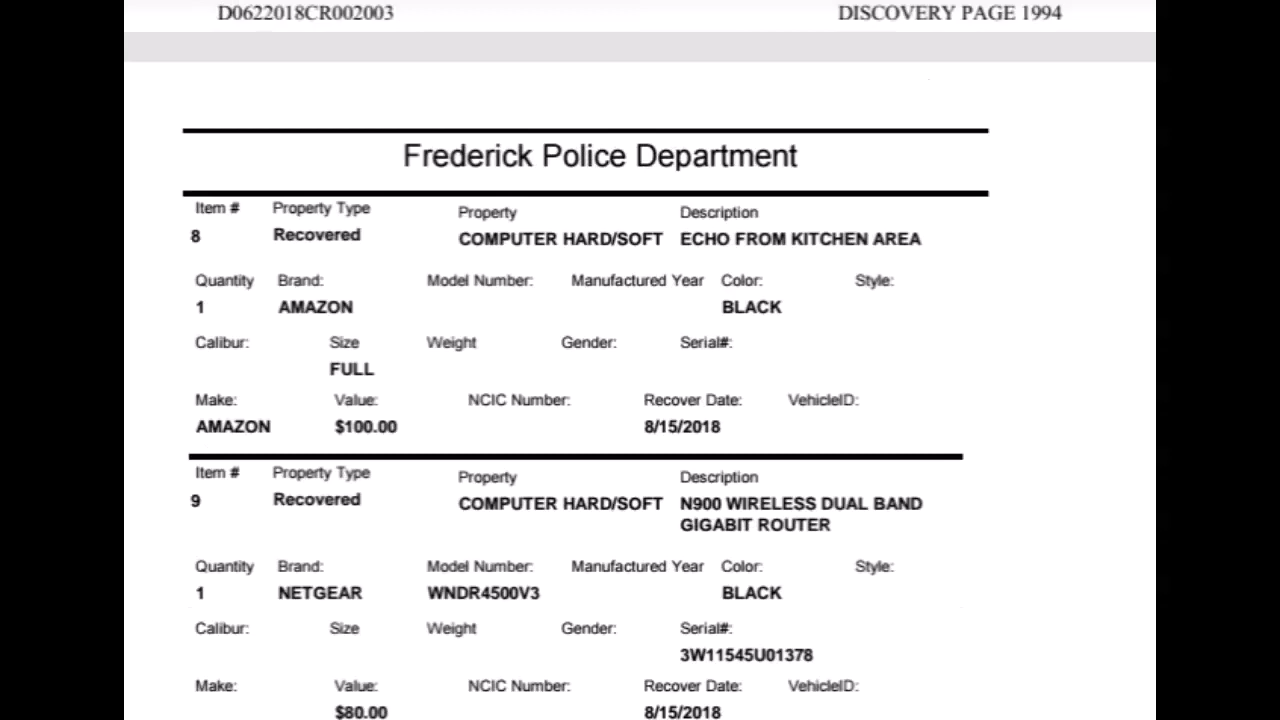 D0622018CR002003 DISCOVERY PAGE 1994
Frederick Police Department
Item # Property Type Property Description
8 Recovered COMPUTER HARD/SOFT ECHO FROM KITCHEN AREA
Quantity Brand: Model Number: Manufactured Year Color: Style:
1 AMAZON BLACK
Calibur: Size Weight Gender: Serial#:
FULL
Make: Value: NCIC Number: Recover Date: VehicleID:
AMAZON $100.00 8/15/2018
Item # Property Type Property Description
9 Recovered COMPUTER HARD/SOFT N900 WIRELESS DUAL BAND
GIGABIT ROUTER
Quantity Brand: Model Number: Manufactured Year Color: Style:
1 NETGEAR WNDR4500V3 BLACK
Calibur: Size Weight Gender: Serial#:
3W11545U01378
Make: Value: NCIC Number: Recover Date: VehicleID:
$80.00 8/15/2018